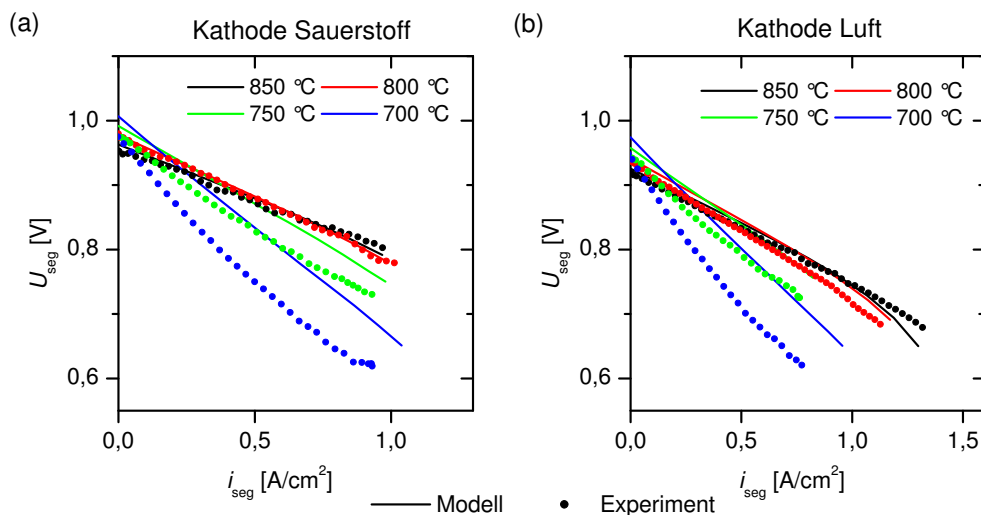 (a)
Kathode Sauerstoff
850 °C 800 °C
750 °C 700 °C
1,0
0,8
0,6
U_seg [V]
0,0 0,5 1,0
i_seg [A/cm²]
(b)
Kathode Luft
850 °C 800 °C
750 °C 700 °C
1,0
0,8
0,6
U_seg [V]
0,0 0,5 1,0 1,5
i_seg [A/cm²]
Modell Experiment